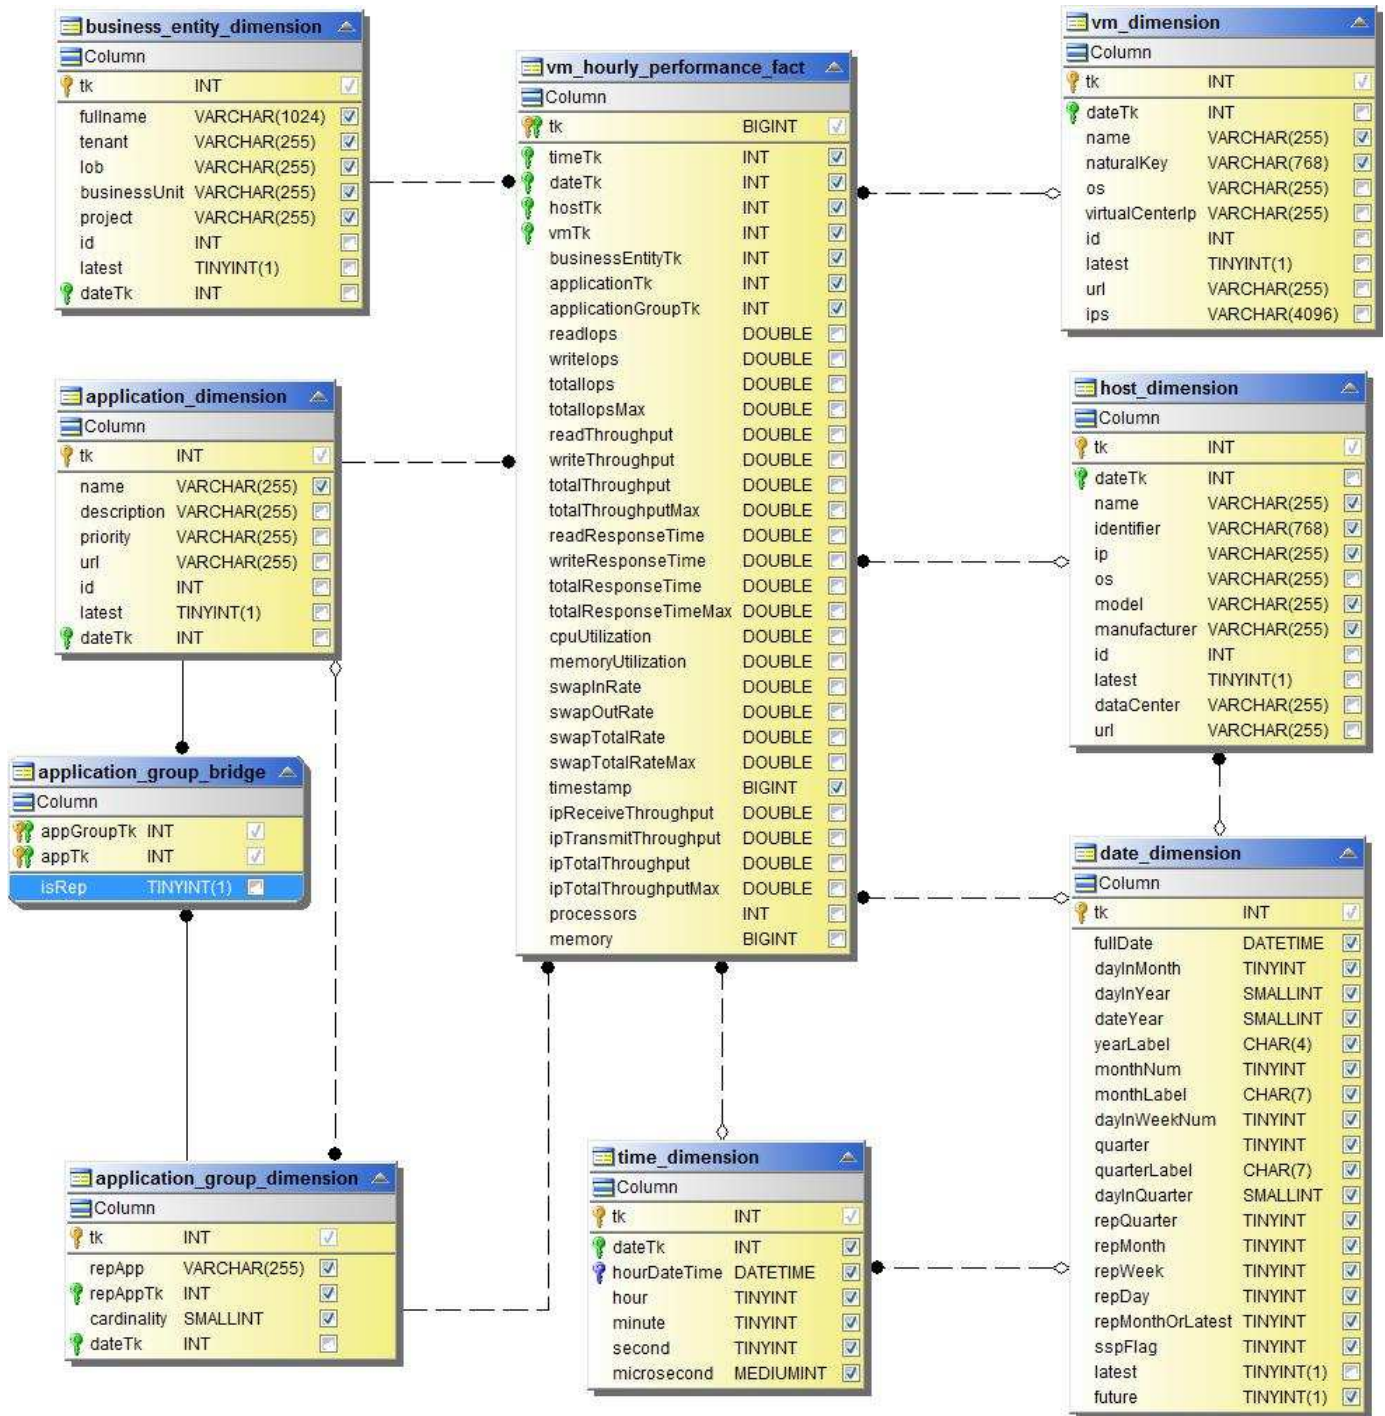 business_entity_dimension
Column
tk INT
fullname VARCHAR(1024)
tenant VARCHAR(255)
lob VARCHAR(255)
businessUnit VARCHAR(255)
project VARCHAR(255)
id INT
latest TINYINT(1)
dateTk INT
application_dimension
Column
tk INT
name VARCHAR(255)
description VARCHAR(255)
priority VARCHAR(255)
url VARCHAR(255)
id INT
latest TINYINT(1)
dateTk INT
application_group_bridge
Column
appGroupTk INT
appTk INT
isRep TINYINT(1)
application_group_dimension
Column
tk INT
repApp VARCHAR(255)
repAppTk INT
cardinality SMALLINT
dateTk INT
vm_hourly_performance_fact
Column
tk BIGINT
timeTk INT
dateTk INT
hostTk INT
vmTk INT
businessEntityTk INT
applicationTk INT
applicationGroupTk INT
readIops DOUBLE
writeIops DOUBLE
totalIops DOUBLE
totalIopsMax DOUBLE
readThroughput DOUBLE
writeThroughput DOUBLE
totalThroughput DOUBLE
totalThroughputMax DOUBLE
readResponseTime DOUBLE
writeResponseTime DOUBLE
totalResponseTime DOUBLE
totalResponseTimeMax DOUBLE
cpuUtilization DOUBLE
memoryUtilization DOUBLE
swapInRate DOUBLE
swapOutRate DOUBLE
swapTotalRate DOUBLE
swapTotalRateMax DOUBLE
timestamp BIGINT
ipReceiveThroughput DOUBLE
ipTransmitThroughput DOUBLE
ipTotalThroughput DOUBLE
ipTotalThroughputMax DOUBLE
processors INT
memory BIGINT
time_dimension
Column
tk INT
dateTk INT
hourDateTime DATETIME
hour TINYINT
minute TINYINT
second TINYINT
microsecond MEDIUMINT
vm_dimension
Column
tk INT
dateTk INT
name VARCHAR(255)
naturalKey VARCHAR(768)
os VARCHAR(255)
virtualCenterIp VARCHAR(255)
id INT
latest TINYINT(1)
url VARCHAR(255)
ips VARCHAR(4096)
host_dimension
Column
tk INT
dateTk INT
name VARCHAR(255)
identifier VARCHAR(768)
ip VARCHAR(255)
os VARCHAR(255)
model VARCHAR(255)
manufacturer VARCHAR(255)
id INT
latest TINYINT(1)
dataCenter VARCHAR(255)
url VARCHAR(255)
date_dimension
Column
tk INT
fullDate DATETIME
dayInMonth TINYINT
dayInYear SMALLINT
dateYear SMALLINT
yearLabel CHAR(4)
monthNum TINYINT
monthLabel CHAR(7)
dayInWeekNum TINYINT
quarter TINYINT
quarterLabel CHAR(7)
dayInQuarter SMALLINT
repQuarter TINYINT
repMonth TINYINT
repWeek TINYINT
repDay TINYINT
repMonthOrLatest TINYINT
sspFlag TINYINT
latest TINYINT(1)
future TINYINT(1)